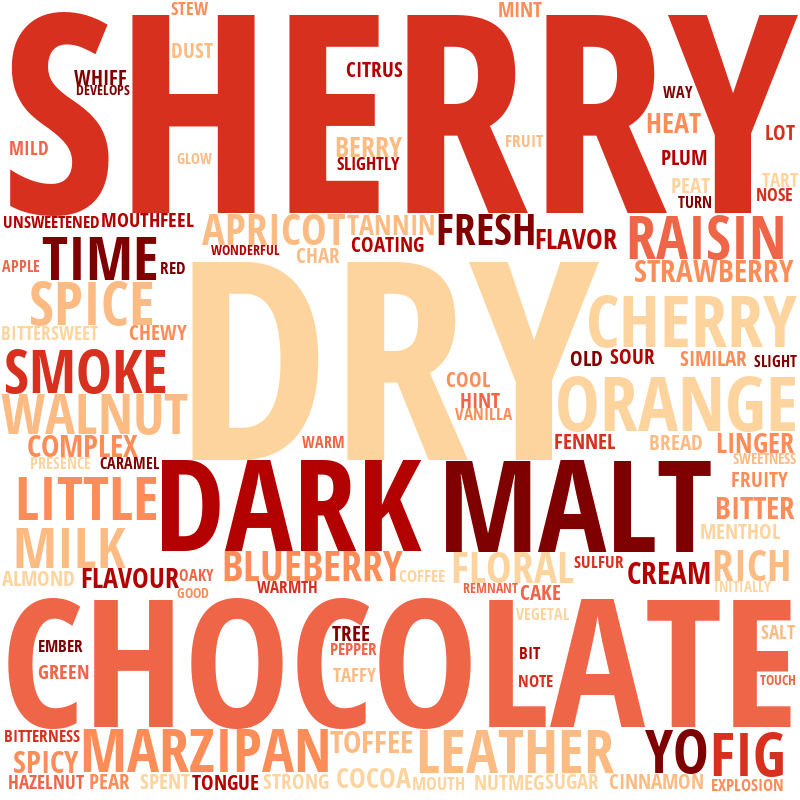 STEW
MINT
SHERRY
DUST
WHIFF
CITRUS
DEVELOPS
WAY
HEAT
LOT
MILD
BERRY
FRUIT
GLOW
SLIGHTLY
PLUM
PEAT
TART
TURN
NOSE
UNSWEETENED
MOUTHFEEL
APRICOT
TANNIN
FRESH
FLAVOR
RAISIN
TIME
WONDERFUL
COATING
CHAR
APPLE
RED
STRAWBERRY
DRY
SPICE
CHERRY
BITTERSWEET
CHEWY
SMOKE
OLD
SOUR
SIMILAR
SLIGHT
COOL
ORANGE
WALNUT
HINT
VANILLA
COMPLEX
WARM
FENNEL
BREAD
LINGER
PRESENCE
CARAMEL
SWEETNESS
DARK
MALT
LITTLE
FRUITY
BITTER
MILK
MENTHOL
ALMOND
FLAVOUR
OAKY
BLUEBERRY
COFFEE
FLORAL
SULFUR
CREAM
RICH
GOOD
WARMTH
REMNANT
CAKE
INITIALLY
CHOCOLATE
VEGETAL
EMBER
TREE
SALT
PEPPER
BIT
GREEN
TAFFY
NOTE
TOUCH
BITTERNESS
MARZIPAN
TOFFEE
LEATHER
YO
FIG
SPICY
HAZELNUT
PEAR
SPENT
TONGUE
STRONG
COCOA
MOUTH
NUTMEG
SUGAR
CINNAMON
EXPLOSION